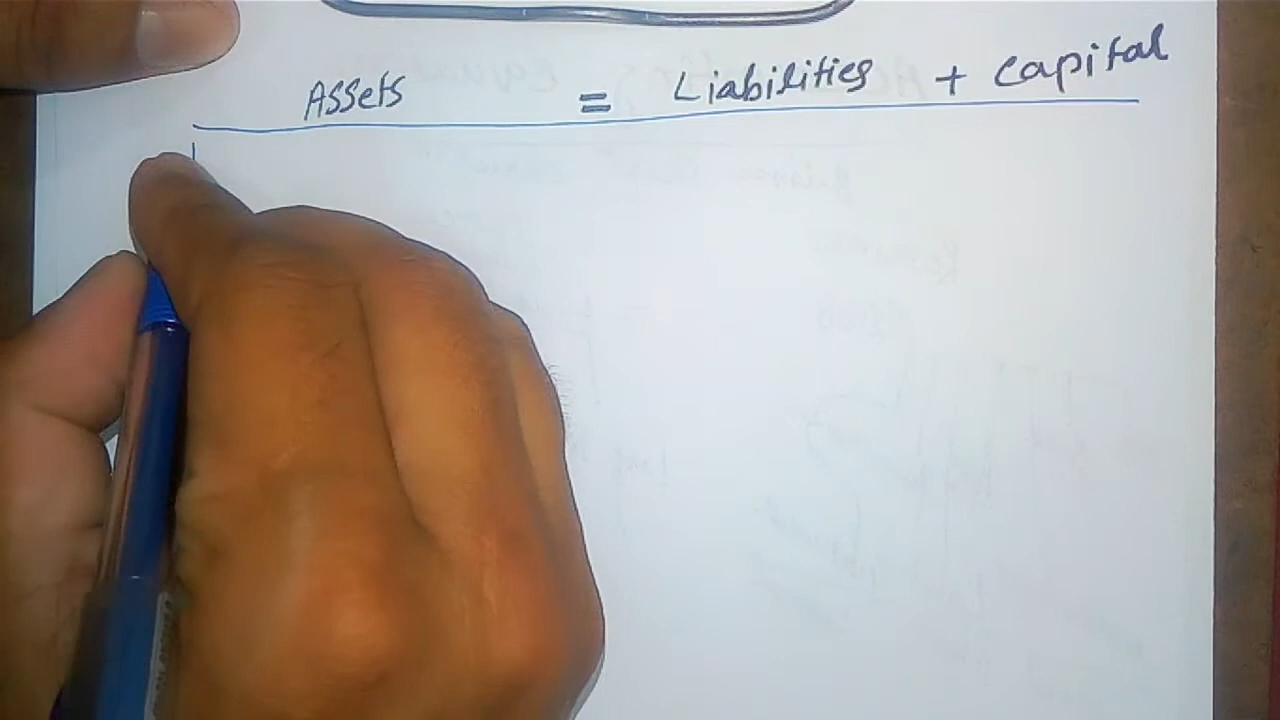 Assets = Liabilities + Capital